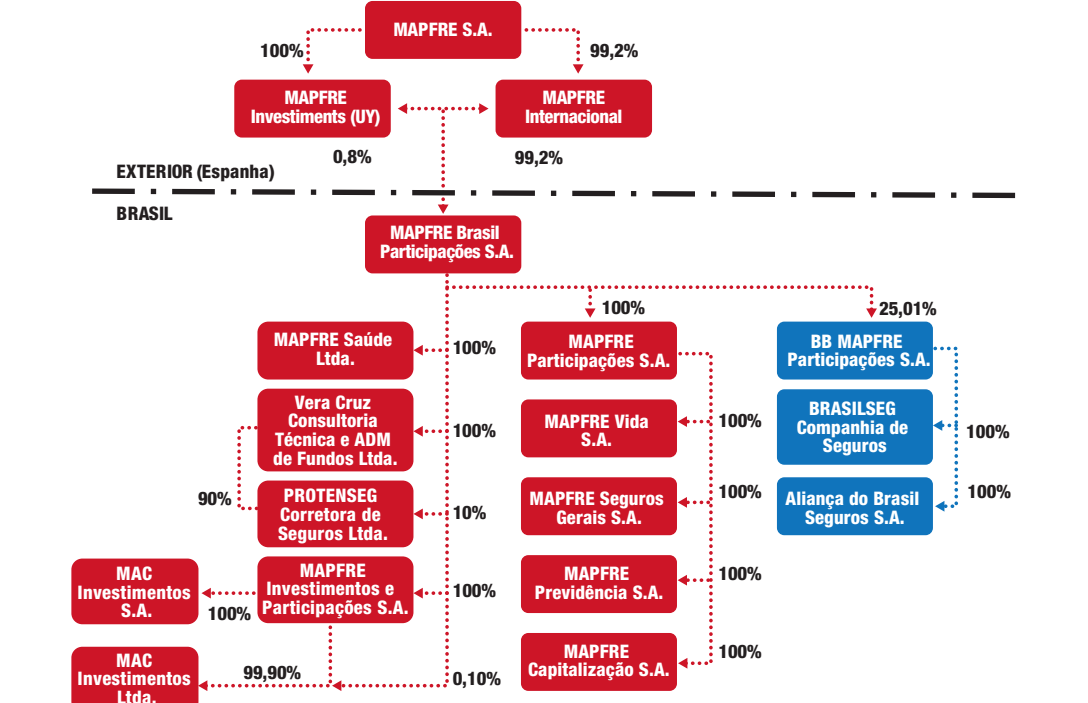 MAPFRE S.A.
100%
99,2%
MAPFRE
Investiments (UY)
MAPFRE
Internacional
0,8%
99,2%
EXTERIOR (Espanha)
BRASIL
MAPFRE Brasil
Participações S.A.
100%
25,01%
MAPFRE Saúde
Ltda.
100%
Vera Cruz
Consultoria
Técnica e ADM
de Fundos Ltda.
100%
90%
PROTENSEG
Corretora de
Seguros Ltda.
10%
MAPFRE
Investimentos e
Participações S.A.
100%
MAC
Investimentos
S.A.
100%
MAC
Investimentos
Ltda.
99,90%
0,10%
MAPFRE
Participações S.A.
MAPFRE Vida
S.A.
100%
MAPFRE Seguros
Gerais S.A.
100%
MAPFRE
Previdência S.A.
100%
MAPFRE
Capitalização S.A.
100%
BB MAPFRE
Participações S.A.
BRASILSEG
Companhia de
Seguros
100%
Aliança do Brasil
Seguros S.A.
100%